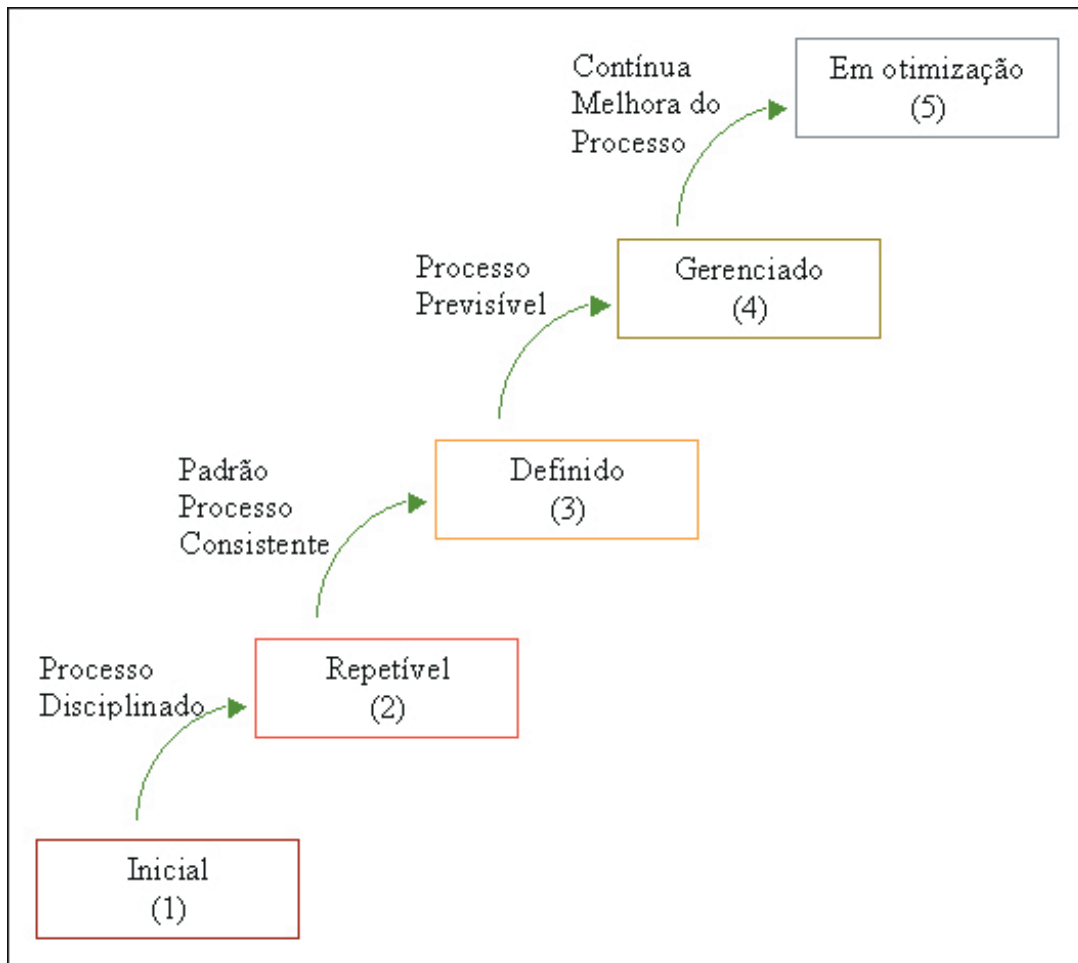 Contínua
Melhora do
Processo
Em otimização
(5)
Processo
Previsível
Gerenciado
(4)
Padrão
Processo
Consistente
Definido
(3)
Processo
Disciplinado
Repetível
(2)
Inicial
(1)